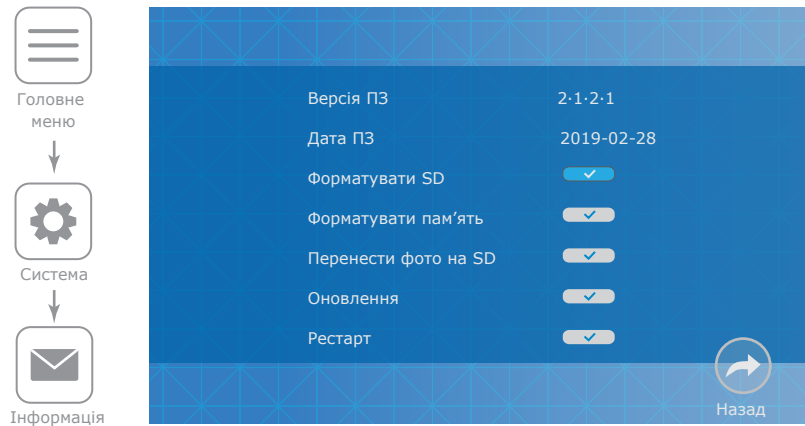 Головне
меню
Система
Інформація
Версія ПЗ 2·1·2·1
Дата ПЗ 2019-02-28
Форматувати SD
Форматувати пам’ять
Перенести фото на SD
Оновлення
Рестарт
Назад